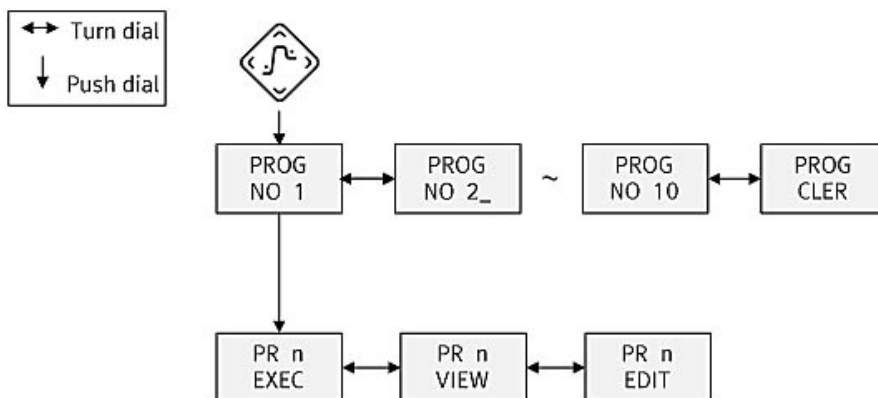 Turn dial
Push dial
PROG
NO 1
PROG
NO 2_
~
PROG
NO 10
PROG
CLER
PR n
EXEC
PR n
VIEW
PR n
EDIT